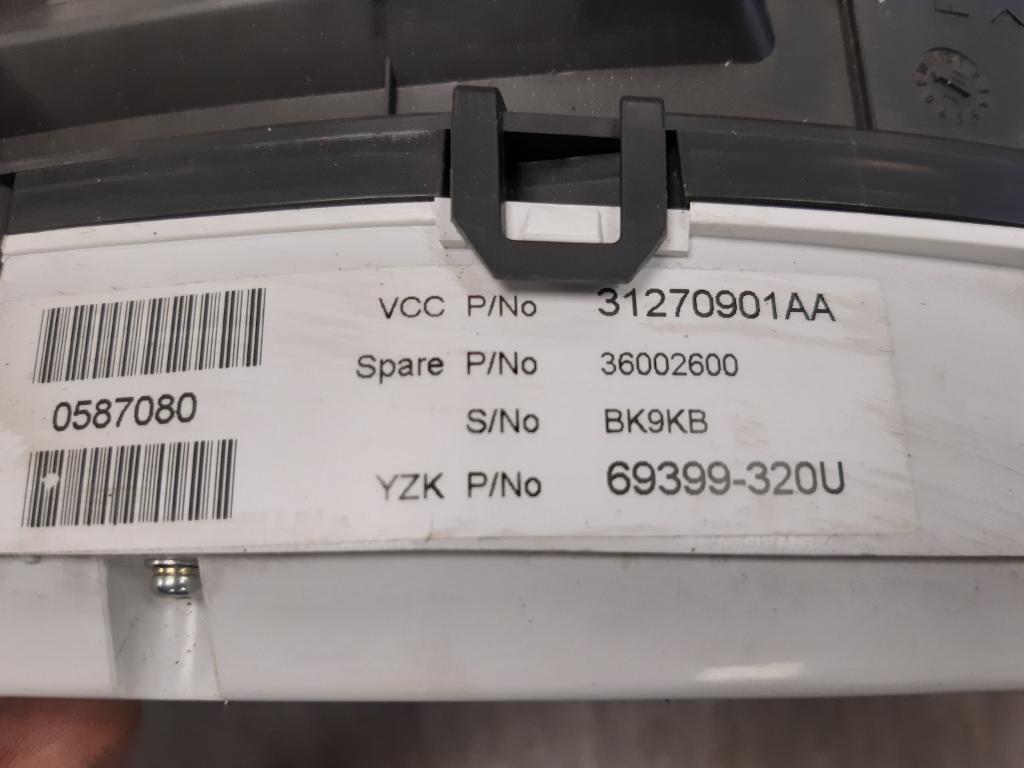 VCC P/No 31270901AA
Spare P/No 36002600
0587080
S/No BK9KB
YZK P/No 69399-320U